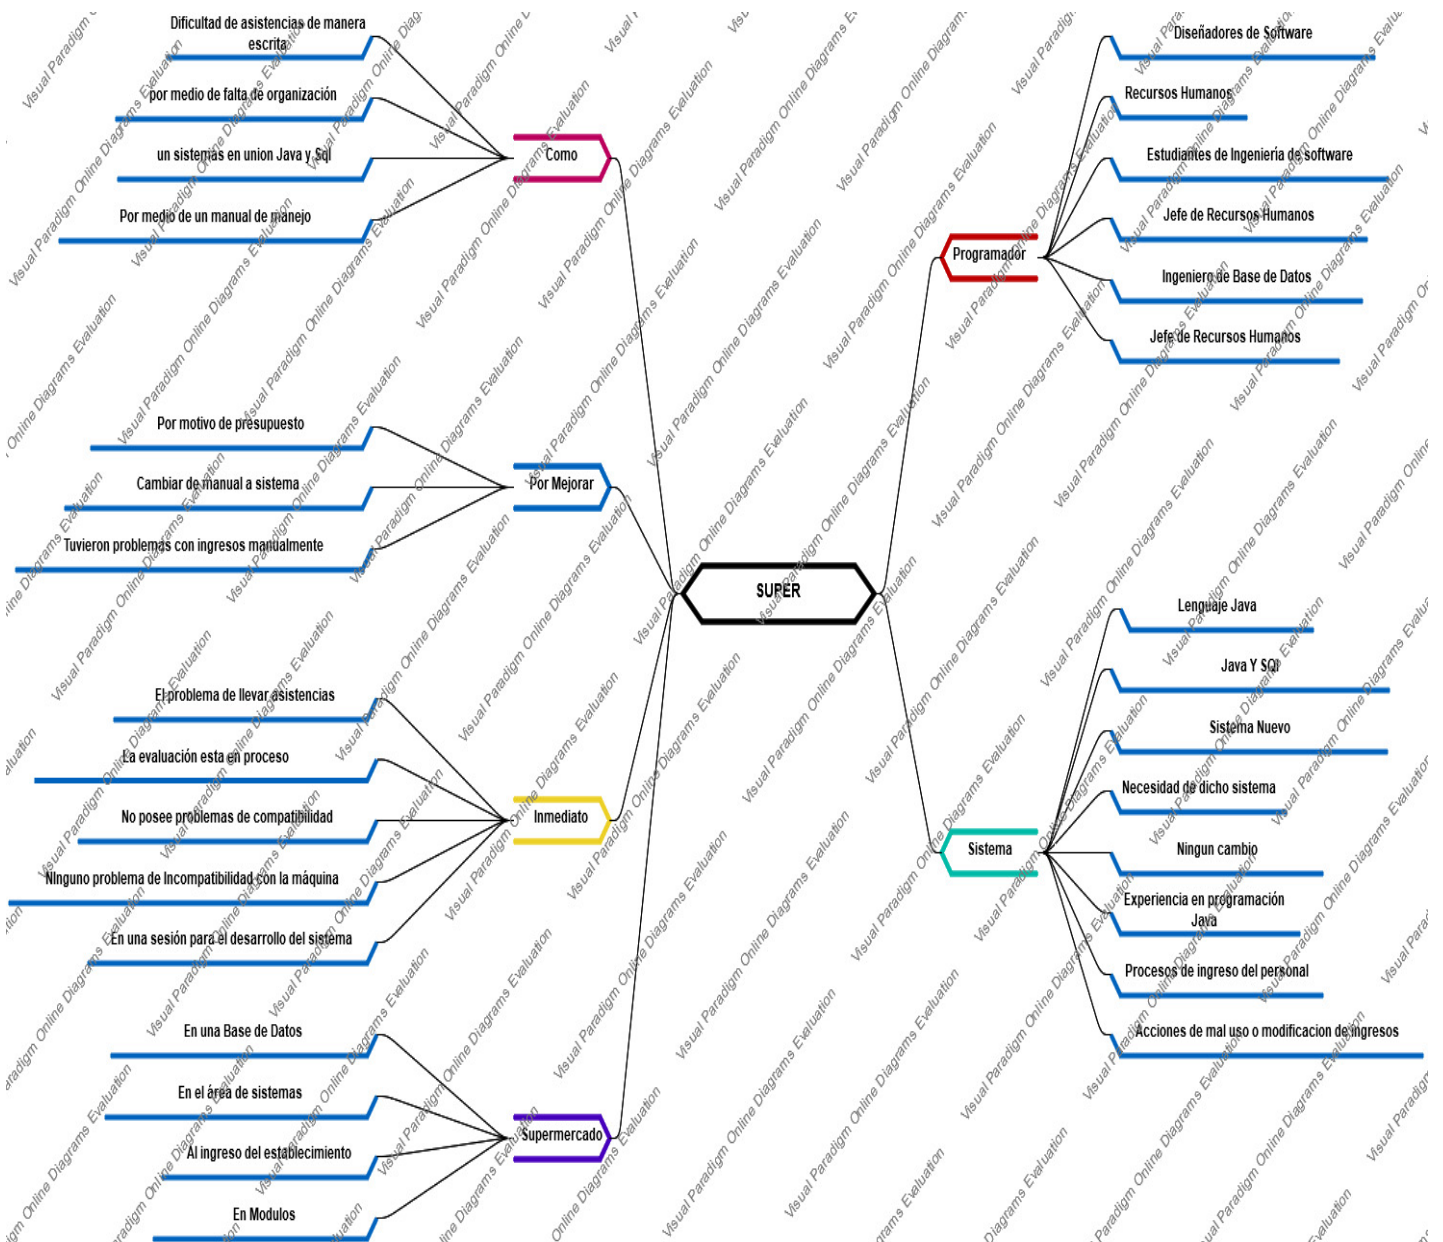 Dificultad de asistencias de manera
escrita
por medio de falta de organización
un sistemas en union Java y Sql
Por medio de un manual de manejo
Como
Por motivo de presupuesto
Cambiar de manual a sistema
Tuvieron problemas con ingresos manualmente
Por Mejorar
El problema de llevar asistencias
La evaluación esta en proceso
No posee problemas de compatibilidad
NInguno problema de Incompatibilidad con la máquina
En una sesión para el desarrollo del sistema
Inmediato
En una Base de Datos
En el área de sistemas
Al ingreso del establecimiento
En Modulos
Supermercado
SUPER
Diseñadores de Software
Recursos Humanos
Estudiantes de Ingeniería de software
Jefe de Recursos Humanos
Ingeniero de Base de Datos
Jefe de Recursos Humanos
Programador
Lenguaje Java
Java Y SQl
Sistema Nuevo
Necesidad de dicho sistema
Ningun cambio
Experiencia en programación
Java
Procesos de ingreso del personal
Acciones de mal uso o modificacion de ingresos
Sistema
Visual Paradigm Online Diagrams Evaluation